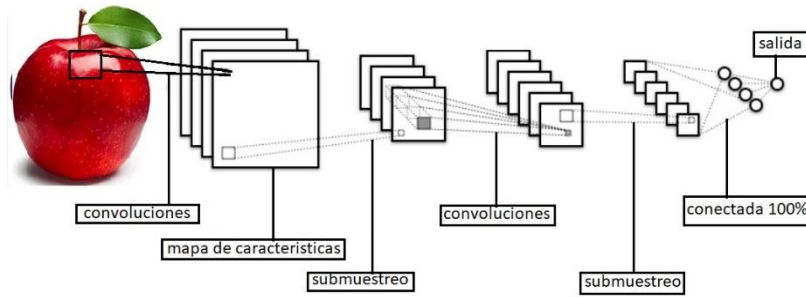 salida
convoluciones
mapa de caracteristicas
submuestreo
convoluciones
submuestreo
conectada 100%